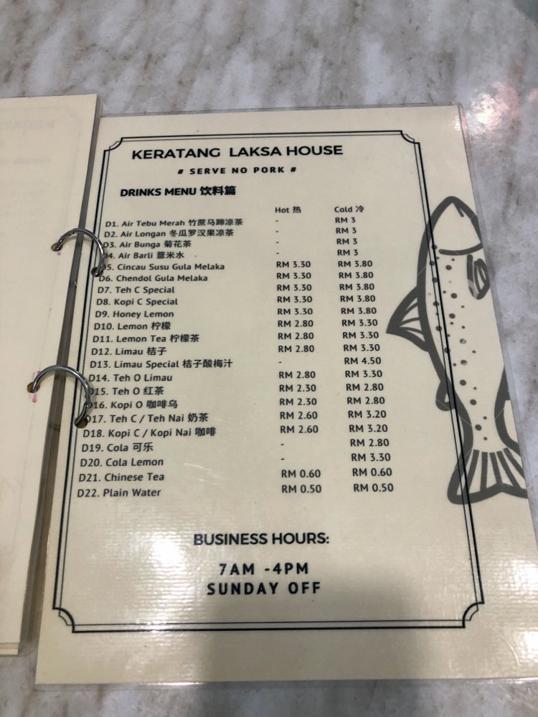 KERATANG LAKSA HOUSE
# SERVE NO PORK #
DRINKS MENU 饮料篇
Hot 热 Cold 冷
D1. Air Tebu Merah 竹蔗马蹄凉茶 - RM 3
D2. Air Longan 冬瓜罗汉果凉茶 - RM 3
D3. Air Bunga 菊花茶 - RM 3
D4. Air Barli 薏米水 - RM 3
D5. Cincau Susu Gula Melaka RM 3.30 RM 3.80
D6. Chendol Gula Melaka RM 3.30 RM 3.80
D7. Teh C Special RM 3.30 RM 3.80
D8. Kopi C Special RM 3.30 RM 3.80
D9. Honey Lemon RM 3.30 RM 3.80
D10. Lemon 柠檬 RM 2.80 RM 3.30
D11. Lemon Tea 柠檬茶 RM 2.80 RM 3.30
D12. Limau 桔子 RM 2.80 RM 3.30
D13. Limau Special 桔子酸梅汁 - RM 4.50
D14. Teh O Limau RM 2.80 RM 3.30
D15. Teh O 红茶 RM 2.30 RM 3.30
D16. Kopi O 咖啡乌 RM 2.30 RM 3.30
D17. Teh C / Teh Nai 奶茶 RM 2.60 RM 3.20
D18. Kopi C / Kopi Nai 咖啡 RM 2.60 RM 3.20
D19. Cola 可乐 - RM 2.80
D20. Cola Lemon - RM 3.30
D21. Chinese Tea RM 0.60 RM 0.60
D22. Plain Water RM 0.50 RM 0.50
BUSINESS HOURS:
7AM -4PM
SUNDAY OFF